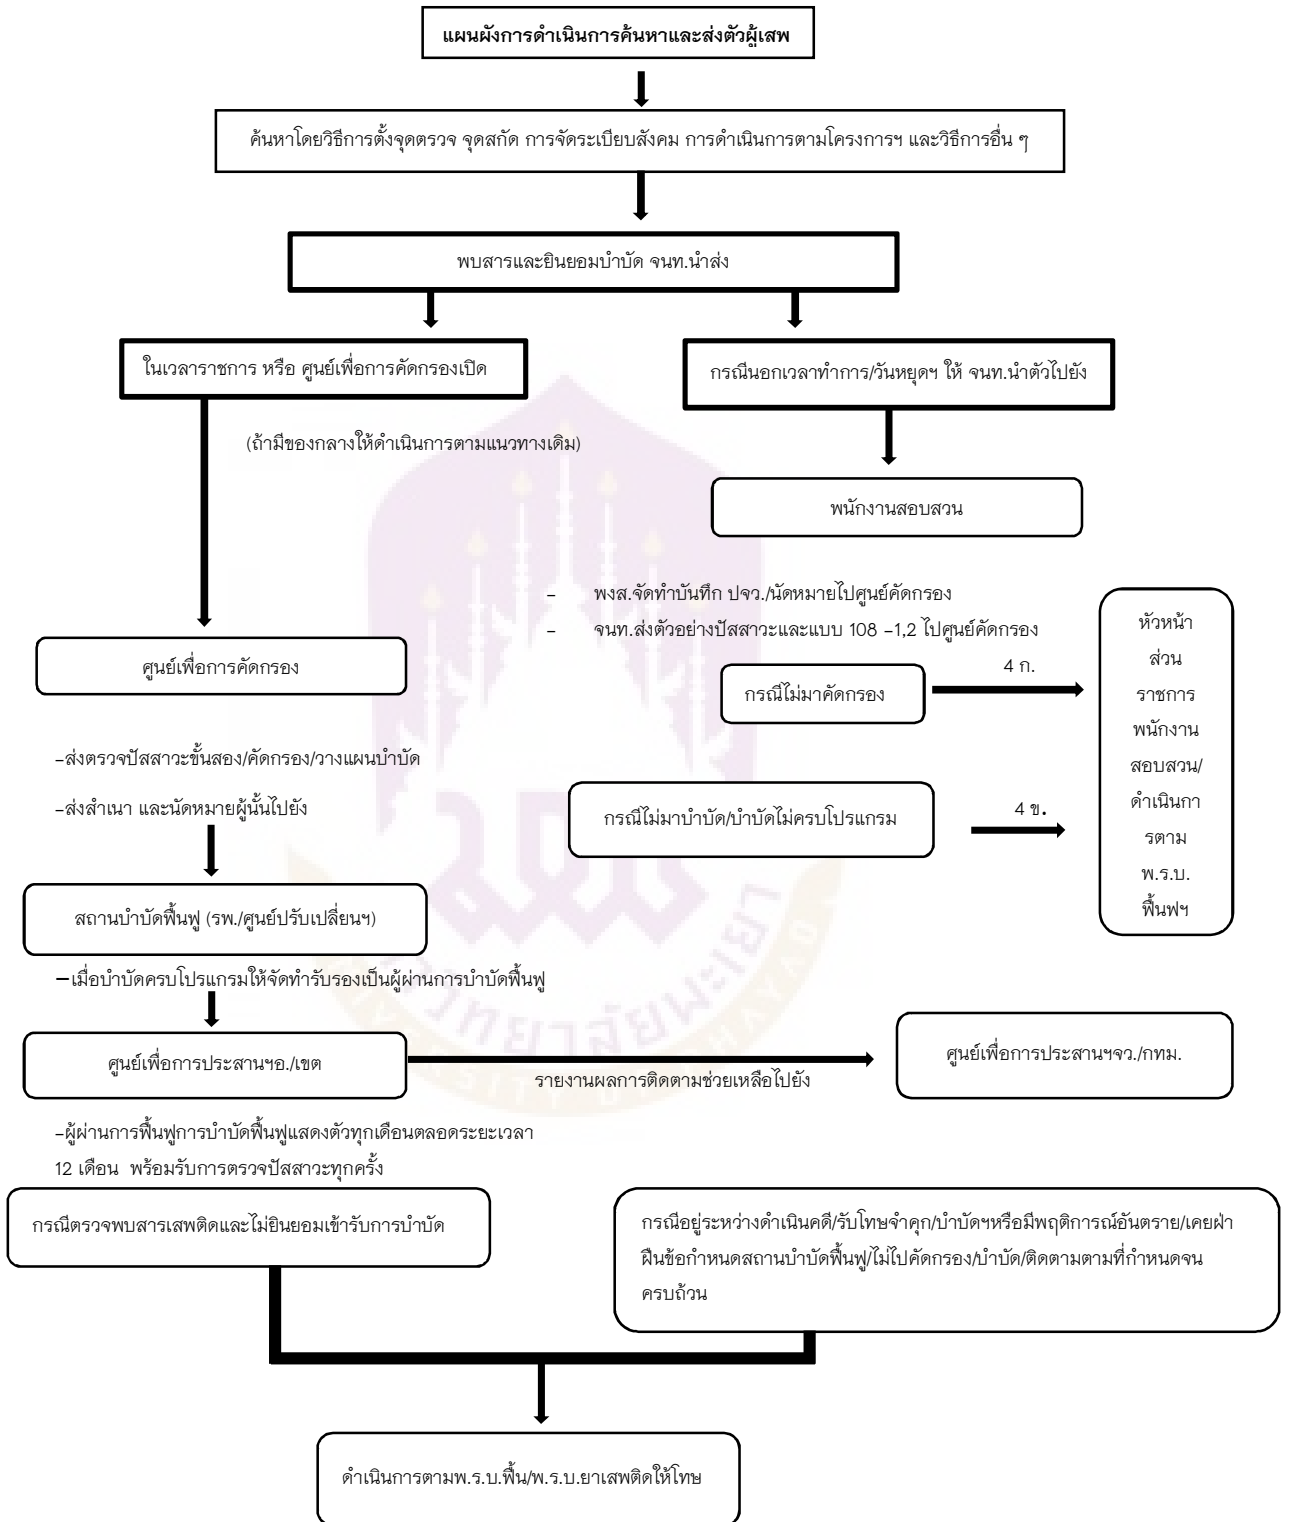 แผนผังการดำเนินการค้นหาและส่งตัวผู้เสพ
ค้นหาโดยวิธีการตั้งจุดตรวจ จุดสกัด การจัดระเบียบสังคม การดำเนินการตามโครงการฯ และวิธีการอื่น ๆ
พบสารและยินยอมบำบัด จนท.นำส่ง
ในเวลาราชการ หรือ ศูนย์เพื่อการคัดกรองเปิด
กรณีนอกเวลาทำการ/วันหยุดฯ ให้ จนท.นำตัวไปยัง
(ถ้ามีของกลางให้ดำเนินการตามแนวทางเดิม)
พนักงานสอบสวน
- พงส.จัดทำบันทึก ปจว./นัดหมายไปศูนย์คัดกรอง
- จนท.ส่งตัวอย่างปัสสาวะและแบบ 108 -1,2 ไปศูนย์คัดกรอง
ศูนย์เพื่อการคัดกรอง
กรณีไม่มาคัดกรอง
4 ก.
หัวหน้า
ส่วน
ราชการ
พนักงาน
สอบสวน/
ดำเนินกา
รตาม
พ.ร.บ.
ฟื้นฟฯ
-ส่งตรวจปัสสาวะขั้นสอง/คัดกรอง/วางแผนบำบัด
-ส่งสำเนา และนัดหมายผู้นั้นไปยัง
กรณีไม่มาบำบัด/บำบัดไม่ครบโปรแกรม
4 ข.
สถานบำบัดฟื้นฟู (รพ./ศูนย์ปรับเปลี่ยนฯ)
-เมื่อบำบัดครบโปรแกรมให้จัดทำรับรองเป็นผู้ผ่านการบำบัดฟื้นฟู
ศูนย์เพื่อการประสานฯอ./เขต
รายงานผลการติดตามช่วยเหลือไปยัง
ศูนย์เพื่อการประสานฯจว./กทม.
-ผู้ผ่านการฟื้นฟูการบำบัดฟื้นฟูแสดงตัวทุกเดือนตลอดระยะเวลา
12 เดือน พร้อมรับการตรวจปัสสาวะทุกครั้ง
กรณีตรวจพบสารเสพติดและไม่ยินยอมเข้ารับการบำบัด
กรณีอยู่ระหว่างดำเนินคดี/รับโทษจำคุก/บำบัดฯหรือมีพฤติการณ์อันตราย/เคยฝ่า
ฝืนข้อกำหนดสถานบำบัดฟื้นฟู/ไม่ไปคัดกรอง/บำบัด/ติดตามตามที่กำหนดจน
ครบถ้วน
ดำเนินการตามพ.ร.บ.ฟื้น/พ.ร.บ.ยาเสพติดให้โทษ